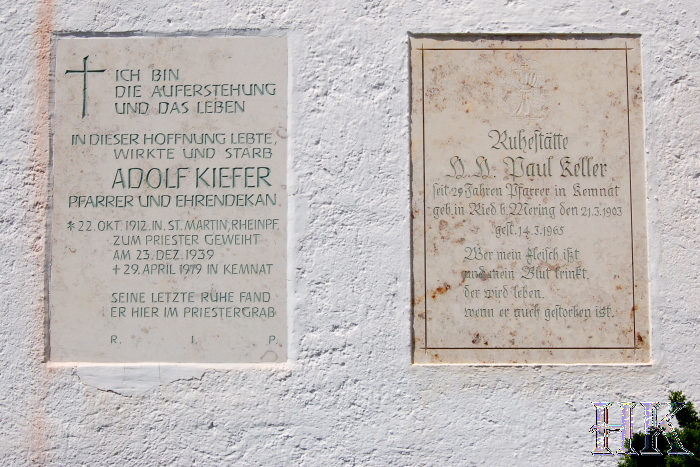 ICH BIN
DIE AUFERSTEHUNG
UND DAS LEBEN
IN DIESER HOFFNUNG LEBTE,
WIRKTE UND STARB
ADOLF KIEFER
PFARRER UND EHRENDEKAN
* 22. OKT. 1912. IN ST. MARTIN, RHEINPF.
ZUM PRIESTER GEWEIHT
AM 23. DEZ. 1939
+ 29. APRIL 1979 IN KEMNAT
SEINE LETZTE RUHE FAND
ER HIER IM PRIESTERGRAB
R. I. P.
Ruhestätte
H. H. Paul Keller
seit 29 Jahren Pfarrer in Kemnat
geb. in Ried b. Mering den 21.3.1903
gest. 14.3.1965
Wer mein Fleisch ißt
und mein Blut trinkt,
der wird leben,
wenn er auch gestorben ist.
HK